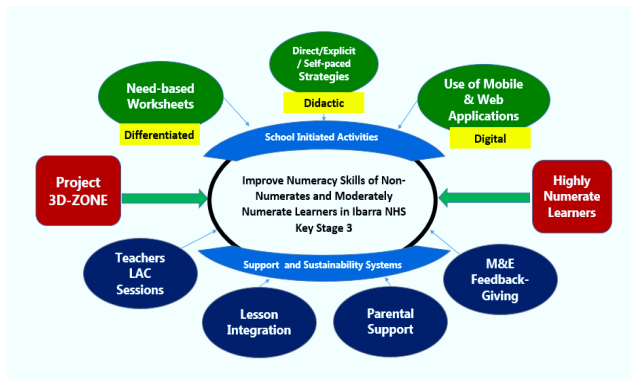 Direct/Explicit
/ Self-paced
Strategies
Didactic
Need-based
Worksheets
Differentiated
Use of Mobile
& Web
Applications
Digital
School Initiated Activities
Project
3D-ZONE
Improve Numeracy Skills of Non-
Numerates and Moderately
Numerate Learners in Ibarra NHS
Key Stage 3
Highly
Numerate
Learners
Support and Sustainability Systems
Teachers
LAC
Sessions
Lesson
Integration
Parental
Support
M&E
Feedback-
Giving